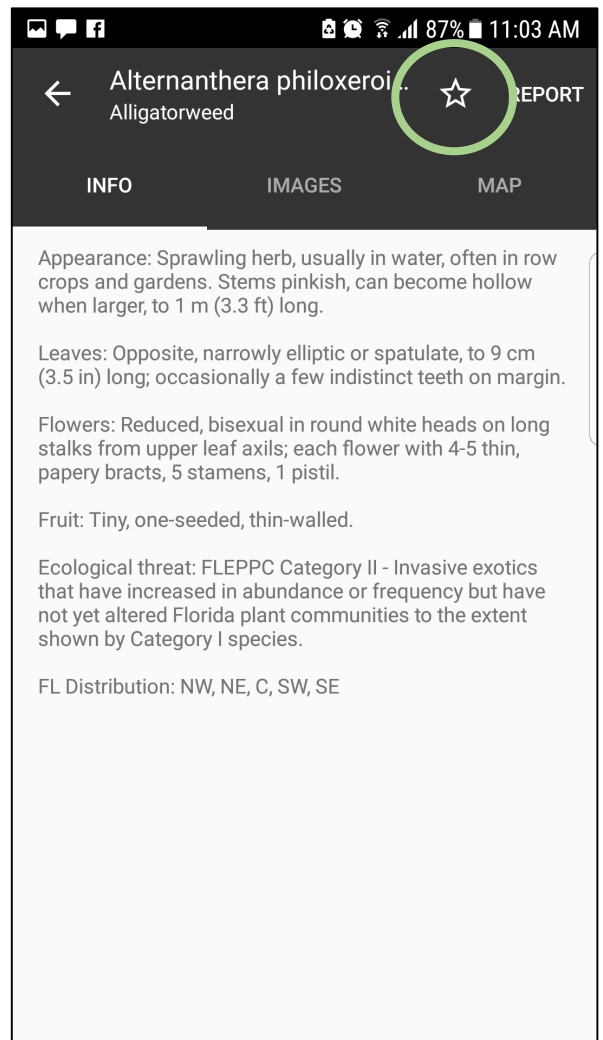 87% 11:03 AM
Alternanthera philoxeroi..
Alligatorweed
REPORT
INFO IMAGES MAP
Appearance: Sprawling herb, usually in water, often in row
crops and gardens. Stems pinkish, can become hollow
when larger, to 1 m (3.3 ft) long.
Leaves: Opposite, narrowly elliptic or spatulate, to 9 cm
(3.5 in) long; occasionally a few indistinct teeth on margin.
Flowers: Reduced, bisexual in round white heads on long
stalks from upper leaf axils; each flower with 4-5 thin,
papery bracts, 5 stamens, 1 pistil.
Fruit: Tiny, one-seeded, thin-walled.
Ecological threat: FLEPPC Category II - Invasive exotics
that have increased in abundance or frequency but have
not yet altered Florida plant communities to the extent
shown by Category I species.
FL Distribution: NW, NE, C, SW, SE